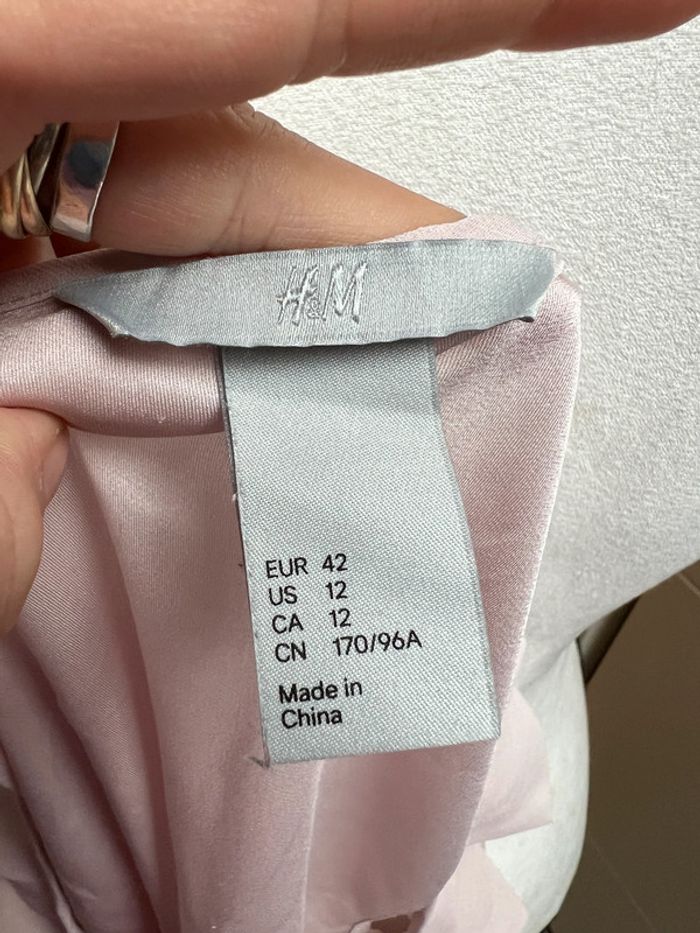 H&M
EUR 42
US 12
CA 12
CN 170/96A
Made in
China